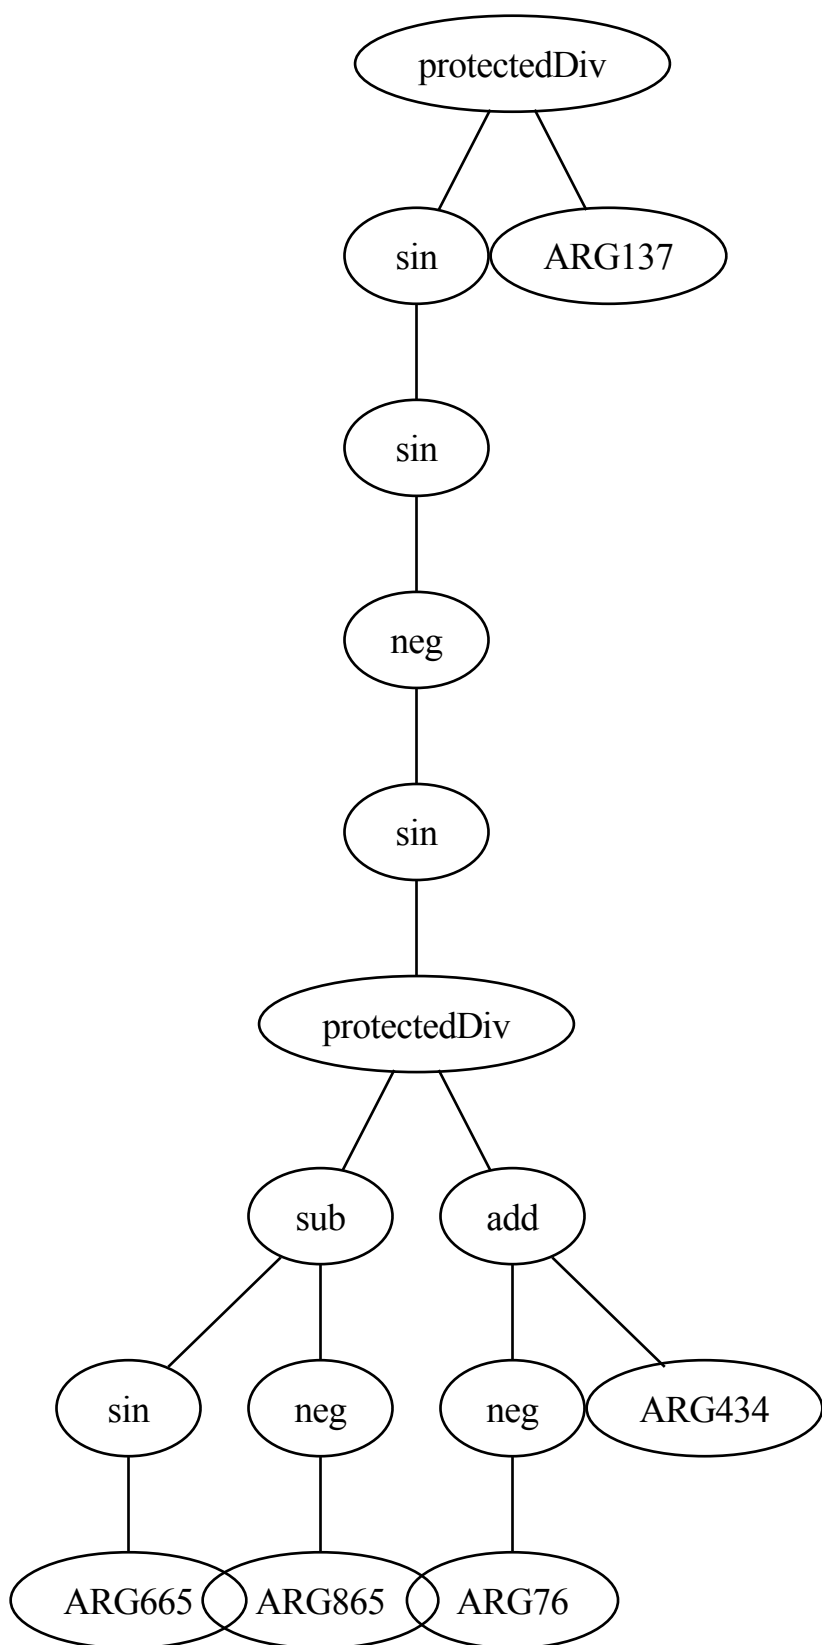 protectedDiv
sin ARG137
sin
neg
sin
protectedDiv
sub add
sin neg neg ARG434
ARG665 ARG865 ARG76